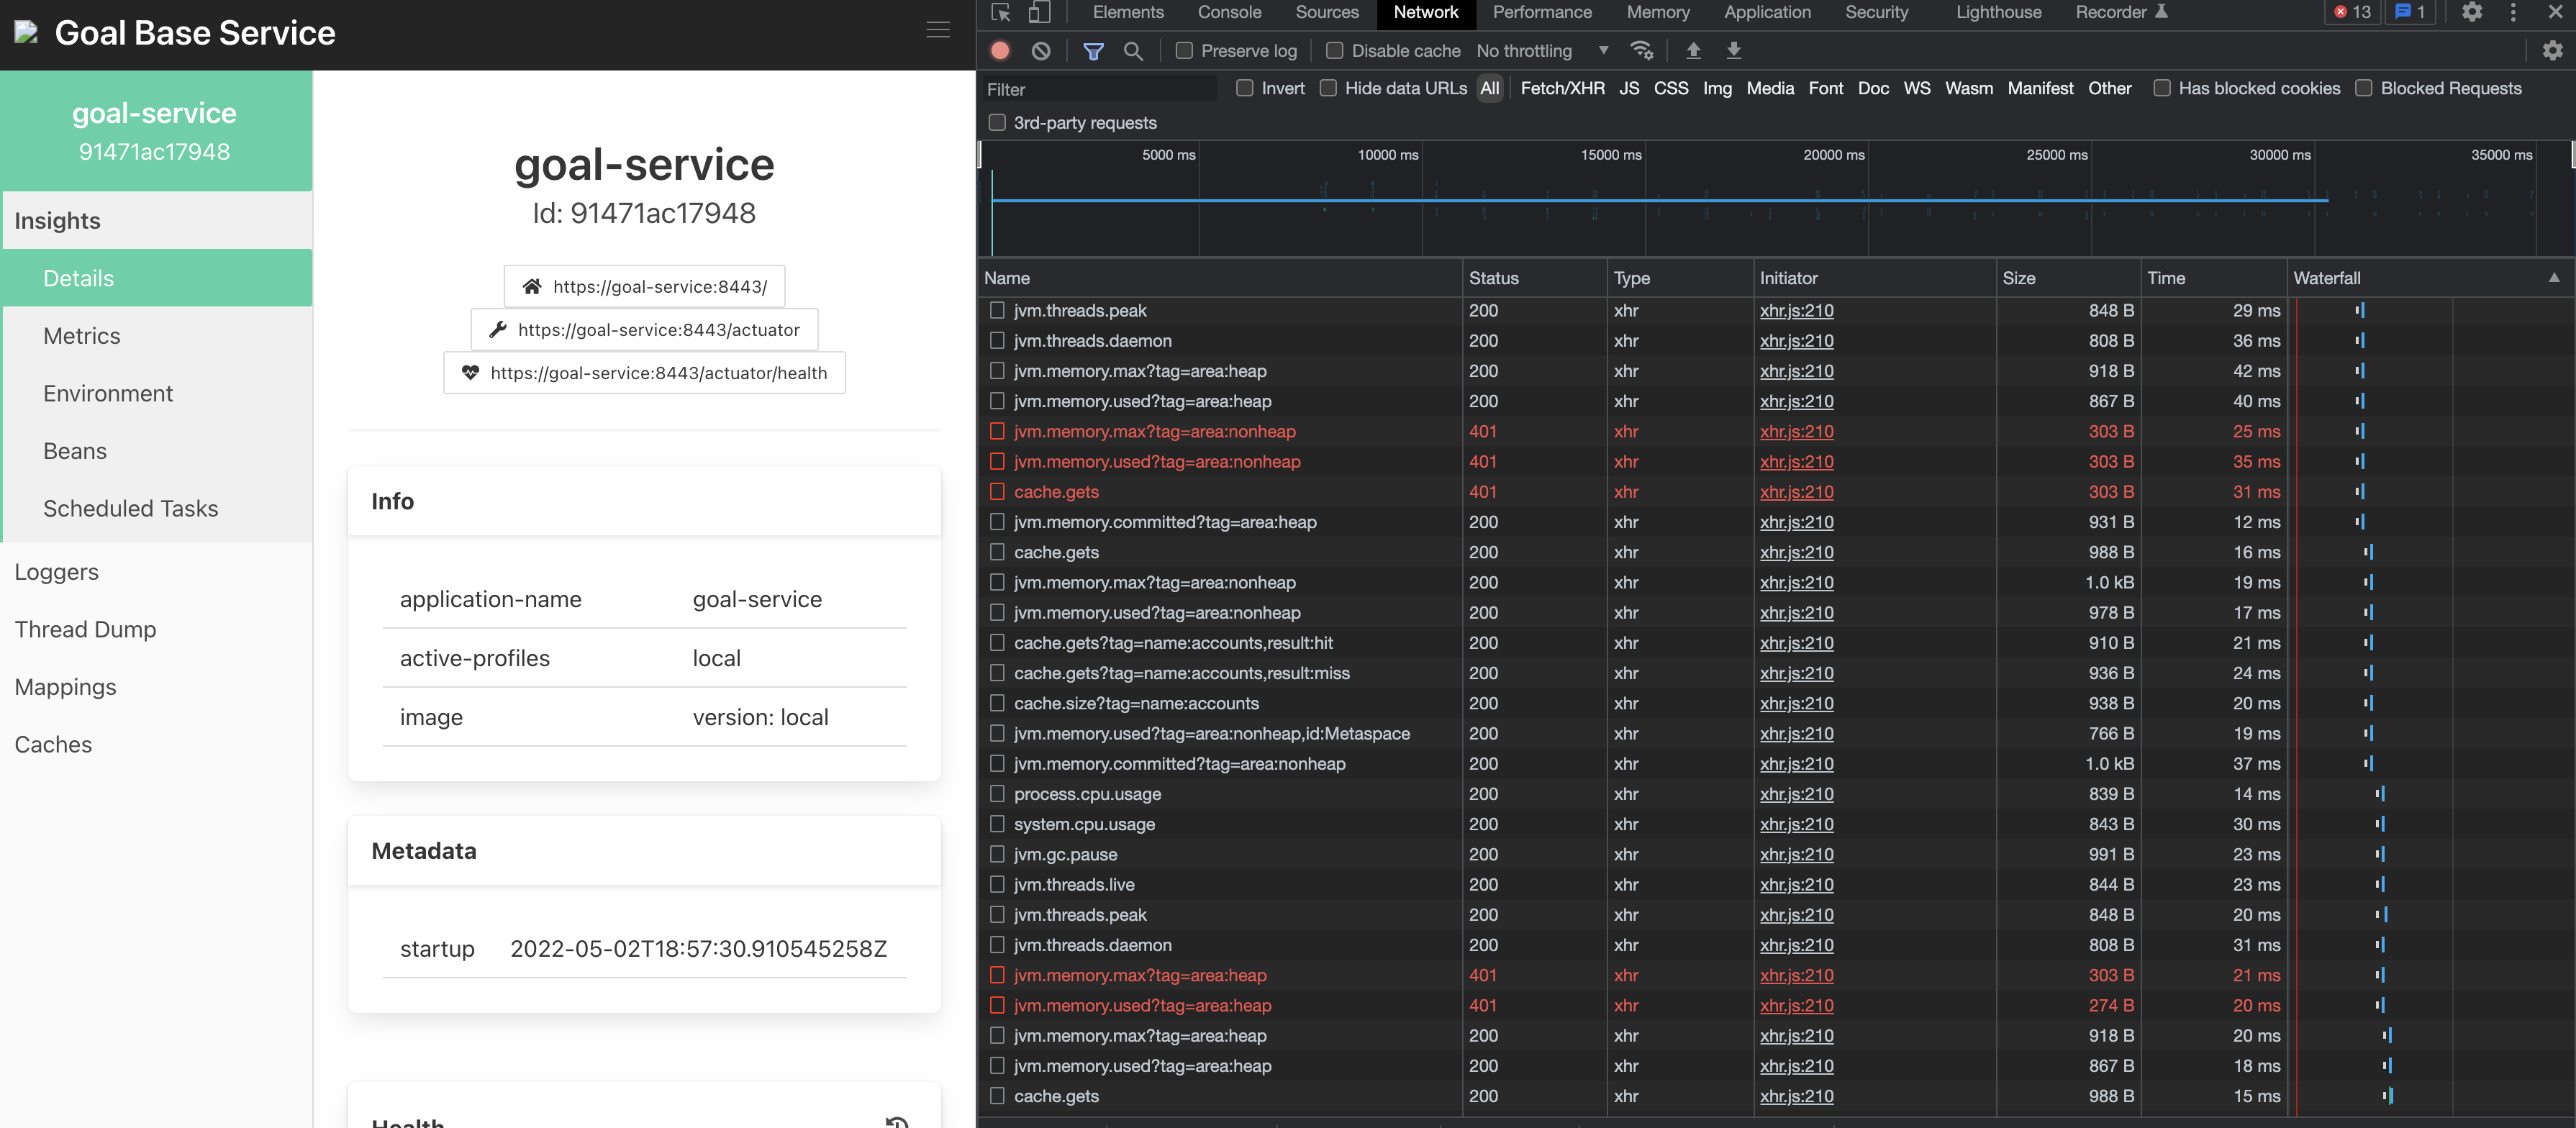 Goal Base Service
goal-service
91471ac17948
Insights
Details
Metrics
Environment
Beans
Scheduled Tasks
Loggers
Thread Dump
Mappings
Caches
goal-service
Id: 91471ac17948
https://goal-service:8443/
https://goal-service:8443/actuator
https://goal-service:8443/actuator/health
Info
application-name goal-service
active-profiles local
image version: local
Metadata
startup 2022-05-02T18:57:30.910545258Z
Health
Elements Console Sources Network Performance Memory Application Security Lighthouse Recorder 13 1
Preserve log Disable cache No throttling
Filter Invert Hide data URLs All Fetch/XHR JS CSS Img Media Font Doc WS Wasm Manifest Other Has blocked cookies Blocked Requests
3rd-party requests
5000 ms 10000 ms 15000 ms 20000 ms 25000 ms 30000 ms 35000 ms
Name Status Type Initiator Size Time Waterfall
jvm.threads.peak 200 xhr xhr.js:210 848 B 29 ms
jvm.threads.daemon 200 xhr xhr.js:210 808 B 36 ms
jvm.memory.max?tag=area:heap 200 xhr xhr.js:210 918 B 42 ms
jvm.memory.used?tag=area:heap 200 xhr xhr.js:210 867 B 40 ms
jvm.memory.max?tag=area:nonheap 401 xhr xhr.js:210 303 B 25 ms
jvm.memory.used?tag=area:nonheap 401 xhr xhr.js:210 303 B 35 ms
cache.gets 401 xhr xhr.js:210 303 B 31 ms
jvm.memory.committed?tag=area:heap 200 xhr xhr.js:210 931 B 12 ms
cache.gets 200 xhr xhr.js:210 988 B 16 ms
jvm.memory.max?tag=area:nonheap 200 xhr xhr.js:210 1.0 kB 19 ms
jvm.memory.used?tag=area:nonheap 200 xhr xhr.js:210 978 B 17 ms
cache.gets?tag=name:accounts,result:hit 200 xhr xhr.js:210 910 B 21 ms
cache.gets?tag=name:accounts,result:miss 200 xhr xhr.js:210 936 B 24 ms
cache.size?tag=name:accounts 200 xhr xhr.js:210 938 B 20 ms
jvm.memory.used?tag=area:nonheap,id:Metaspace 200 xhr xhr.js:210 766 B 19 ms
jvm.memory.committed?tag=area:nonheap 200 xhr xhr.js:210 1.0 kB 37 ms
process.cpu.usage 200 xhr xhr.js:210 839 B 14 ms
system.cpu.usage 200 xhr xhr.js:210 843 B 30 ms
jvm.gc.pause 200 xhr xhr.js:210 991 B 23 ms
jvm.threads.live 200 xhr xhr.js:210 844 B 23 ms
jvm.threads.peak 200 xhr xhr.js:210 848 B 20 ms
jvm.threads.daemon 200 xhr xhr.js:210 808 B 31 ms
jvm.memory.max?tag=area:heap 401 xhr xhr.js:210 303 B 21 ms
jvm.memory.used?tag=area:heap 401 xhr xhr.js:210 274 B 20 ms
jvm.memory.max?tag=area:heap 200 xhr xhr.js:210 918 B 20 ms
jvm.memory.used?tag=area:heap 200 xhr xhr.js:210 867 B 18 ms
cache.gets 200 xhr xhr.js:210 988 B 15 ms